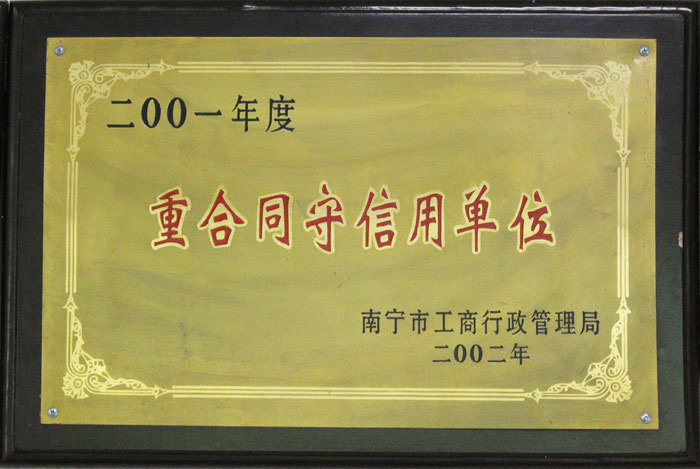 二00一年度
重合同守信用单位
南宁市工商行政管理局
二00二年